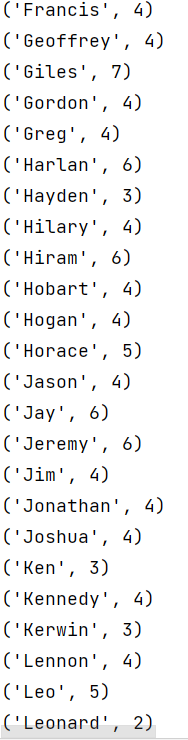 ('Francis', 4)
('Geoffrey', 4)
('Giles', 7)
('Gordon', 4)
('Greg', 4)
('Harlan', 6)
('Hayden', 3)
('Hilary', 4)
('Hiram', 6)
('Hobart', 4)
('Hogan', 4)
('Horace', 5)
('Jason', 4)
('Jay', 6)
('Jeremy', 6)
('Jim', 4)
('Jonathan', 4)
('Joshua', 4)
('Ken', 3)
('Kennedy', 4)
('Kerwin', 3)
('Lennon', 4)
('Leo', 5)
('Leonard', 2)